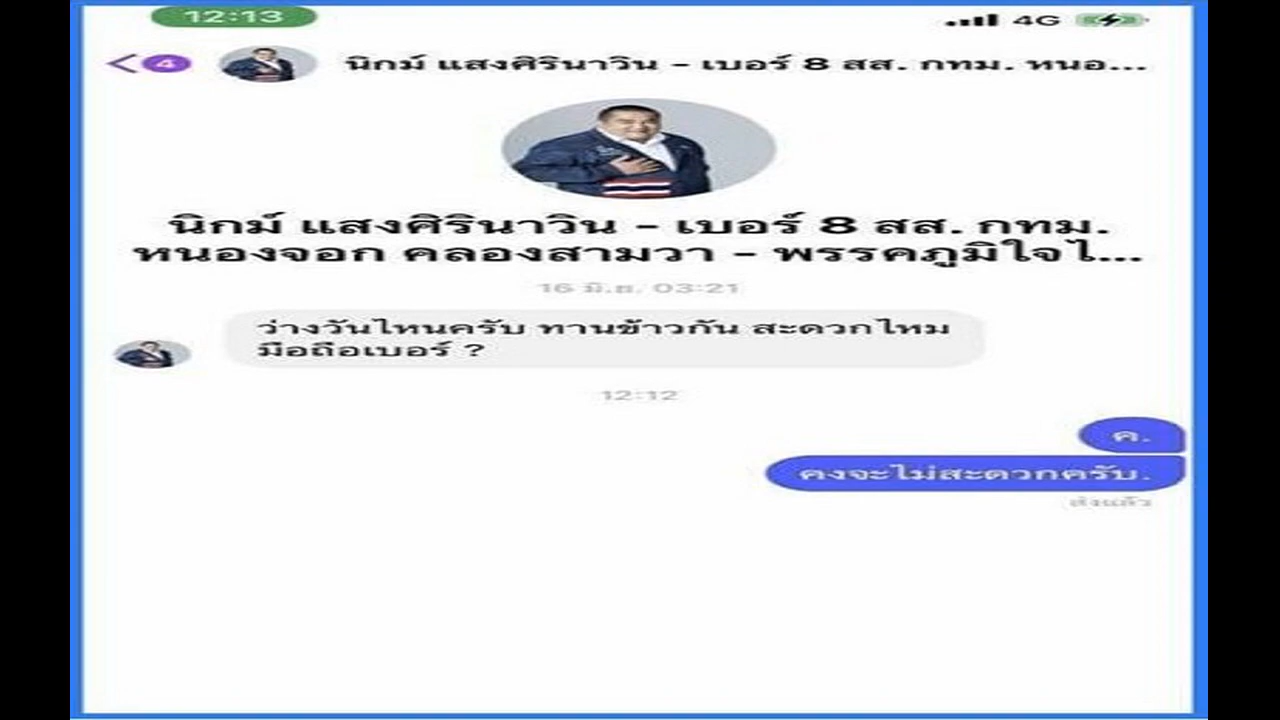 12:13
4G
4
นิกม์ แสงศิรินาวิน - เบอร์ 8 สส. กทม. หนอ...
นิกม์ แสงศิรินาวิน - เบอร์ 8 สส. กทม.
หนองจอก คลองสามวา - พรรคภูมิใจไ...
16 มิ.ย. 03:21
ว่างวันไหนครับ ทานข้าวกัน สะดวกไหม
มือถือเบอร์ ?
12:12
ค.
คงจะไม่สะดวกครับ.
ส่งแล้ว